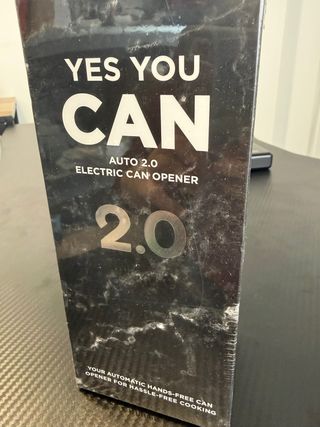 YES YOU
CAN
AUTO 2.0
ELECTRIC CAN OPENER
2.0
YOUR AUTOMATIC HANDS-FREE CAN
OPENER FOR HASSLE-FREE COOKING